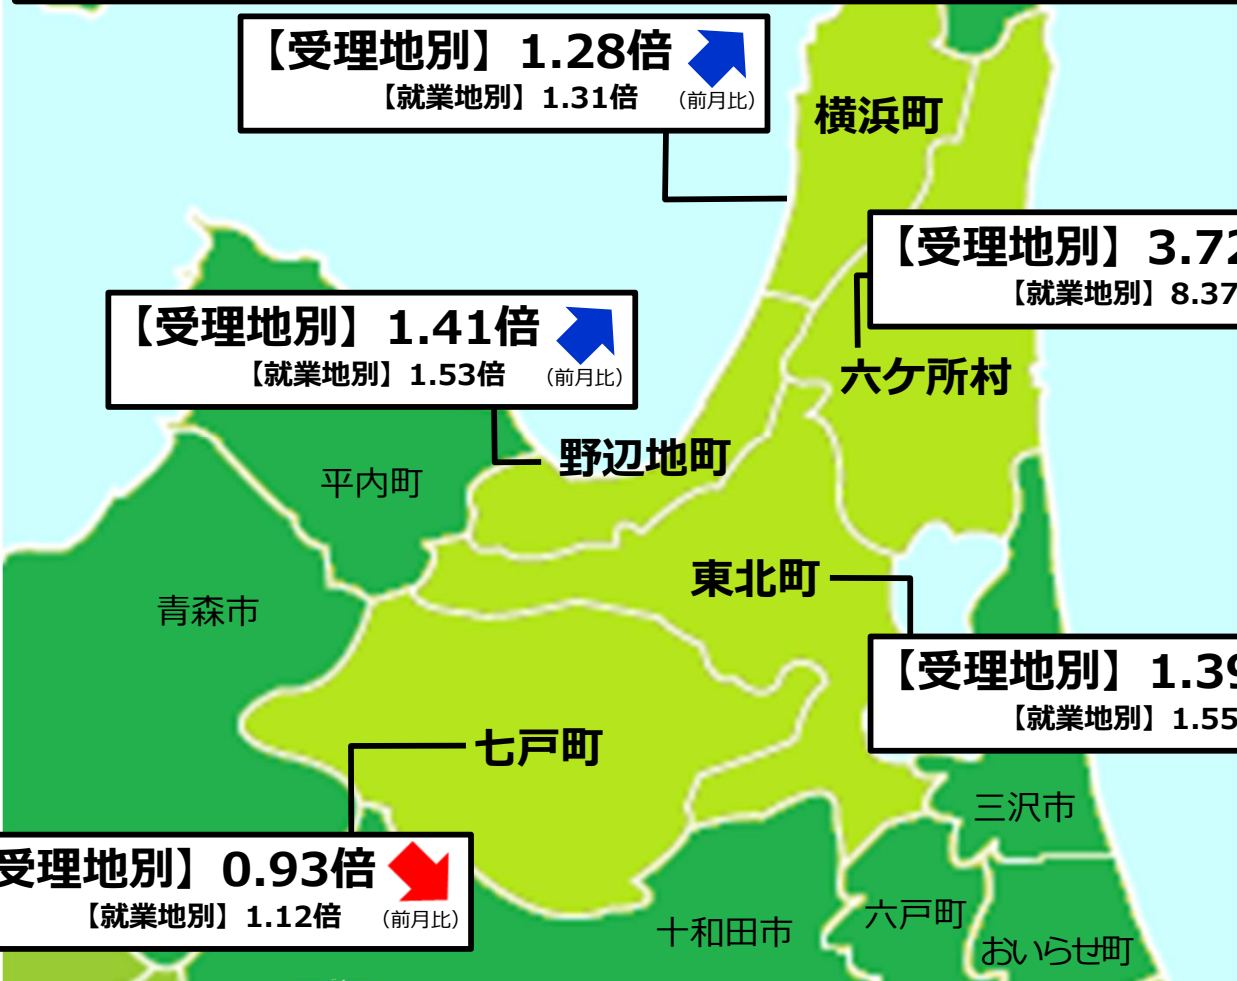 【受理地別】1.28倍
【就業地別】1.31倍 （前月比）
横浜町
【受理地別】3.72
【就業地別】8.37
【受理地別】1.41倍
【就業地別】1.53倍 （前月比）
六ケ所村
野辺地町
平内町
東北町
青森市
【受理地別】1.39
【就業地別】1.55
七戸町
三沢市
受理地別】0.93倍
【就業地別】1.12倍 （前月比）
六戸町
十和田市
おいらせ町